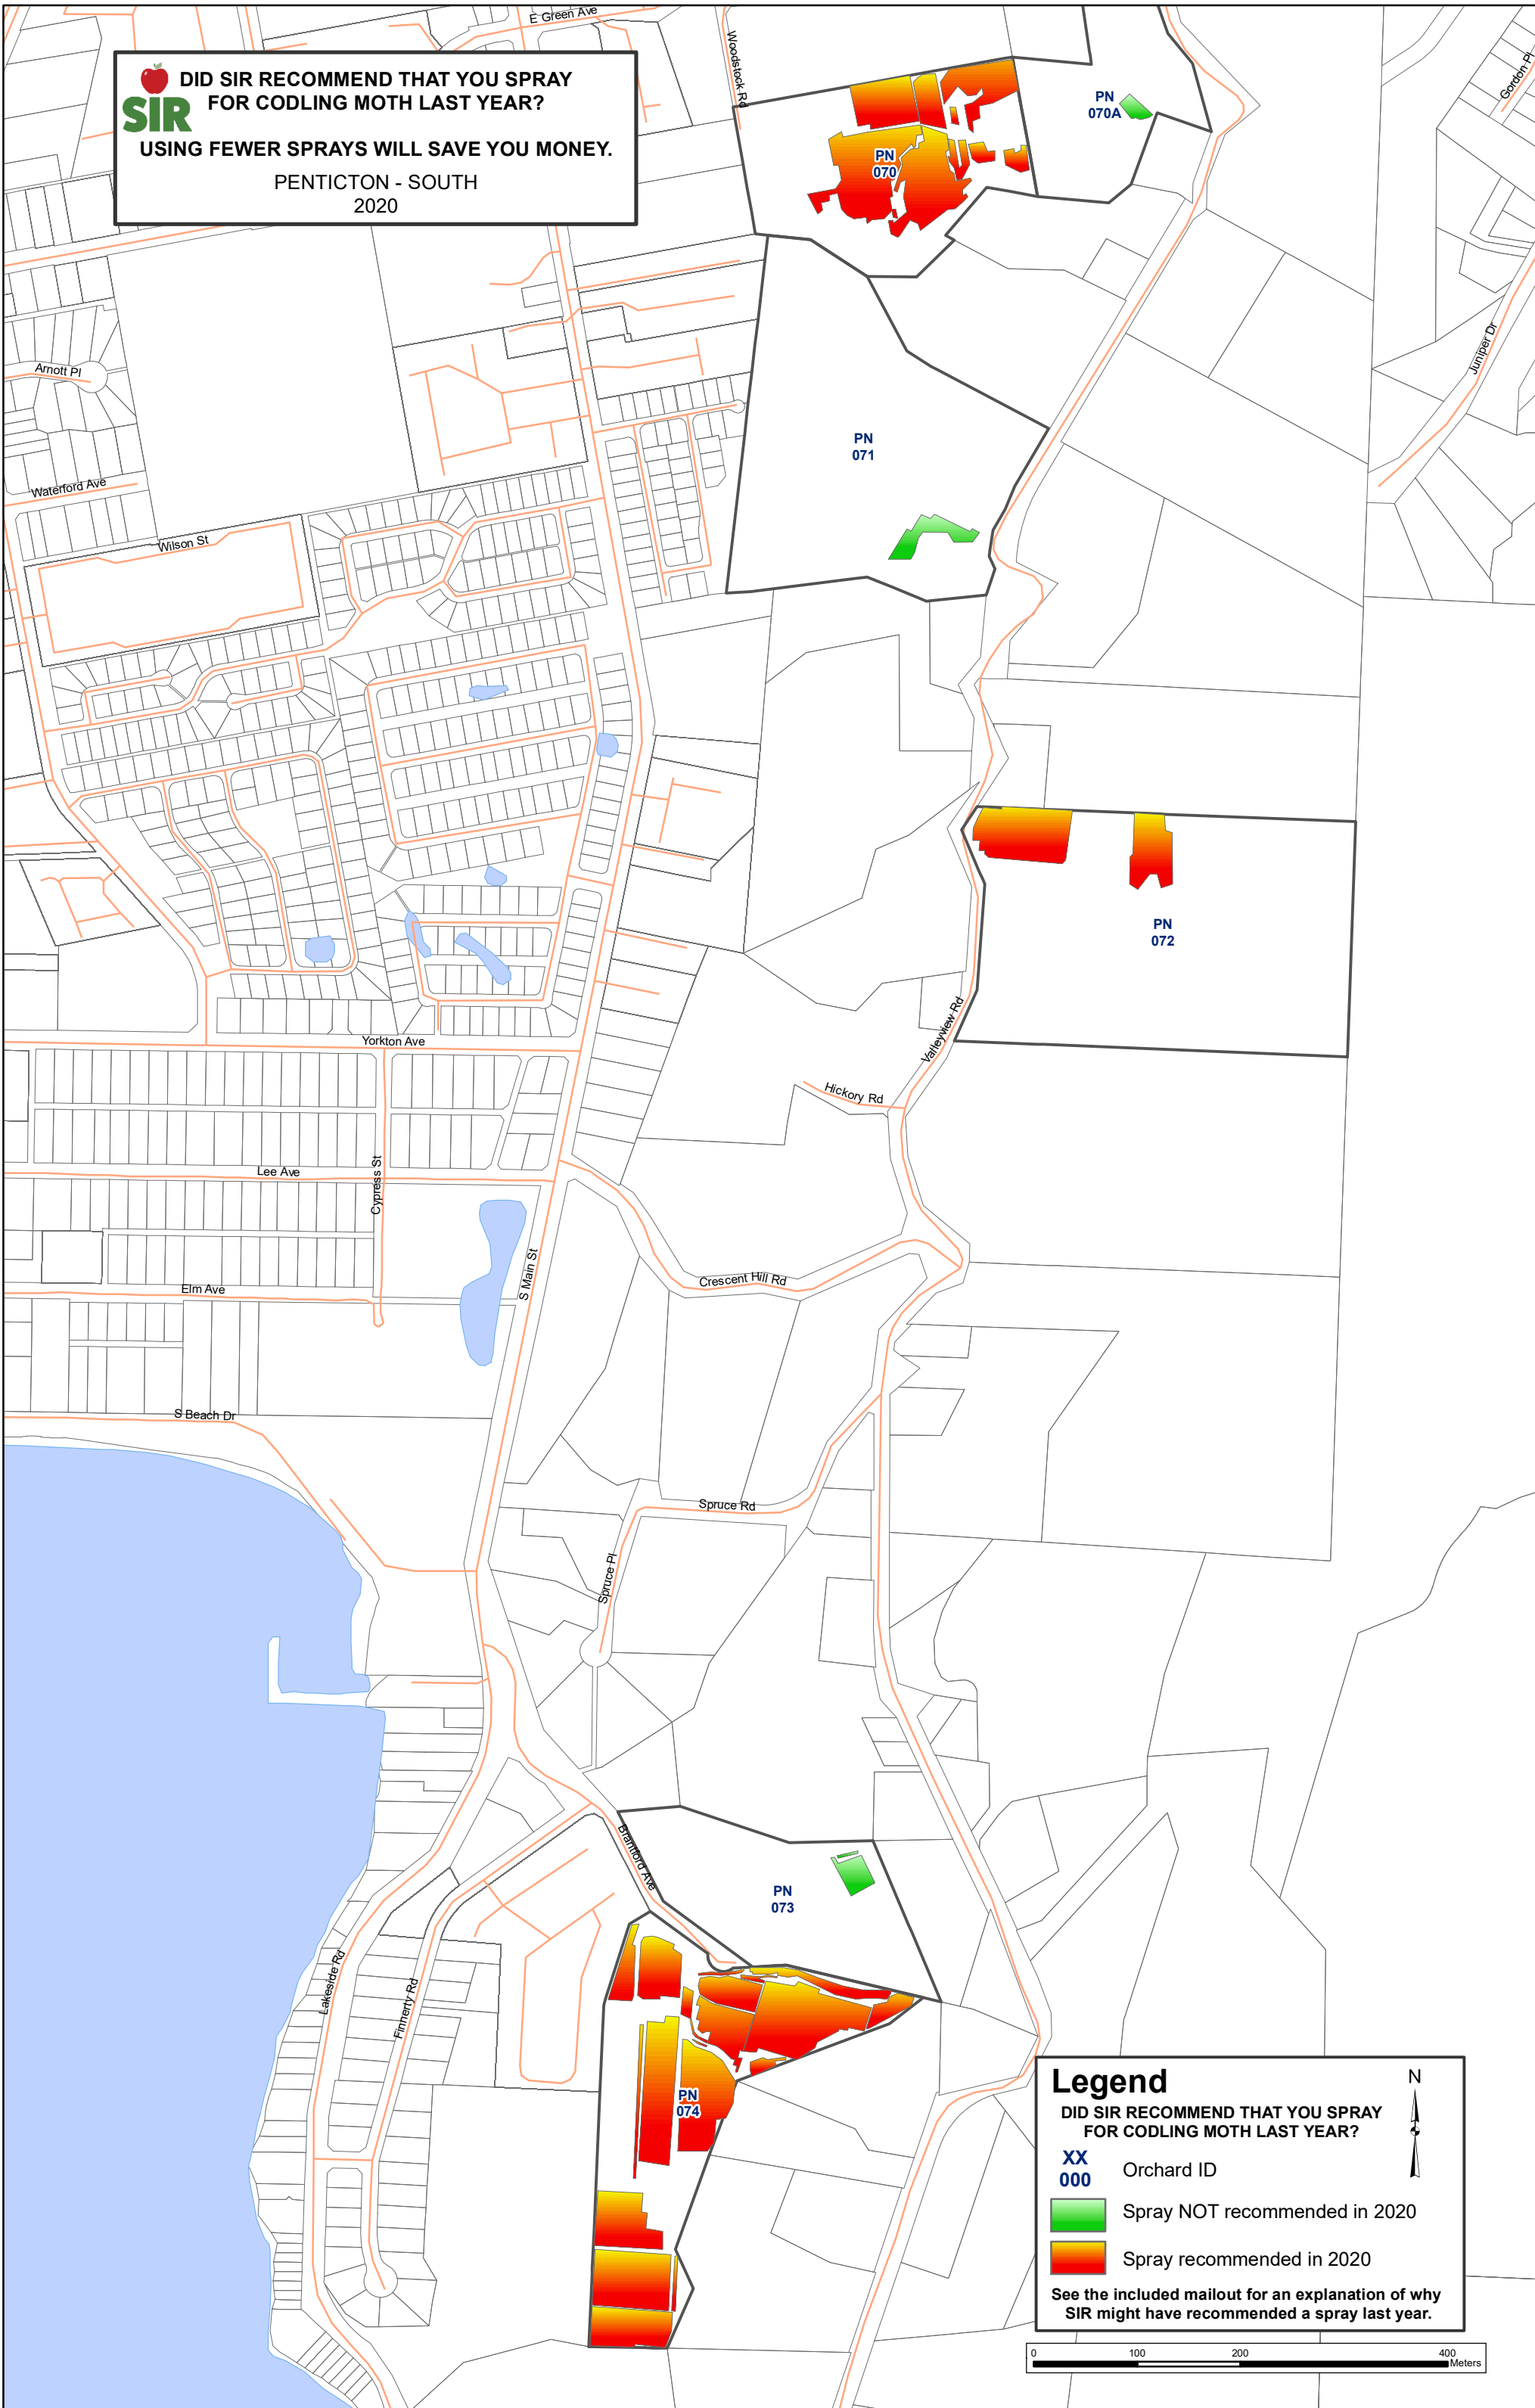 SIR
DID SIR RECOMMEND THAT YOU SPRAY
FOR CODLING MOTH LAST YEAR?
USING FEWER SPRAYS WILL SAVE YOU MONEY.
PENTICTON - SOUTH
2020
E Green Ave
Woodstock Rd
Gordon Pl
PN
070A
PN
070
Juniper Dr
Arnott Pl
PN
071
Waterford Ave
Wilson St
PN
072
Valleyview Rd
Yorkton Ave
Hickory Rd
Lee Ave
Cypress St
S Main St
Crescent Hill Rd
Elm Ave
S Beach Dr
Spruce Rd
Spruce Pl
Brantford Ave
PN
073
Lakeside Rd
Finnerty Rd
PN
074
Legend
N
DID SIR RECOMMEND THAT YOU SPRAY
FOR CODLING MOTH LAST YEAR?
XX
000
Orchard ID
Spray NOT recommended in 2020
Spray recommended in 2020
See the included mailout for an explanation of why
SIR might have recommended a spray last year.
0 100 200 400
Meters